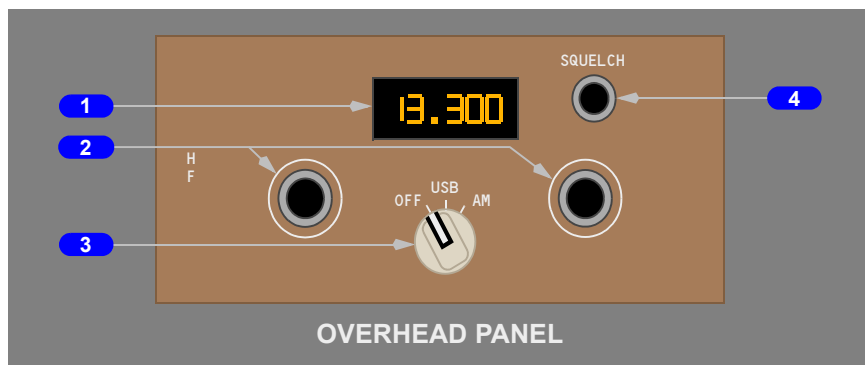 SQUELCH
1
13.300
4
2
H
F
USB
OFF
AM
3
OVERHEAD PANEL